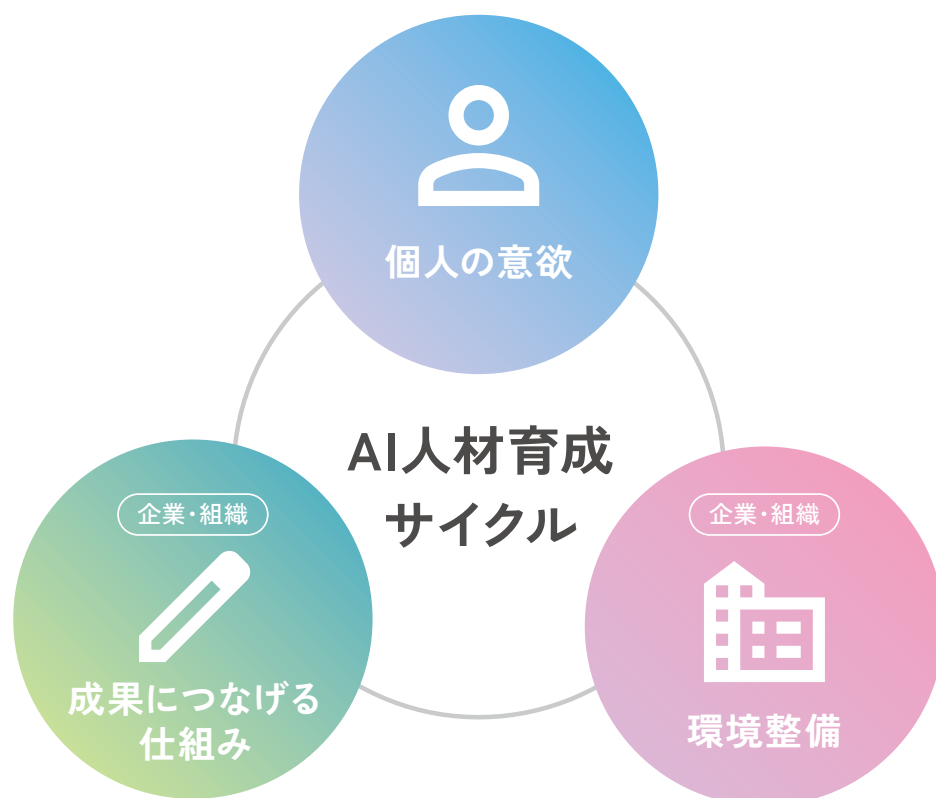 個人の意欲
AI人材育成
サイクル
企業・組織
成果につなげる
仕組み
企業・組織
環境整備